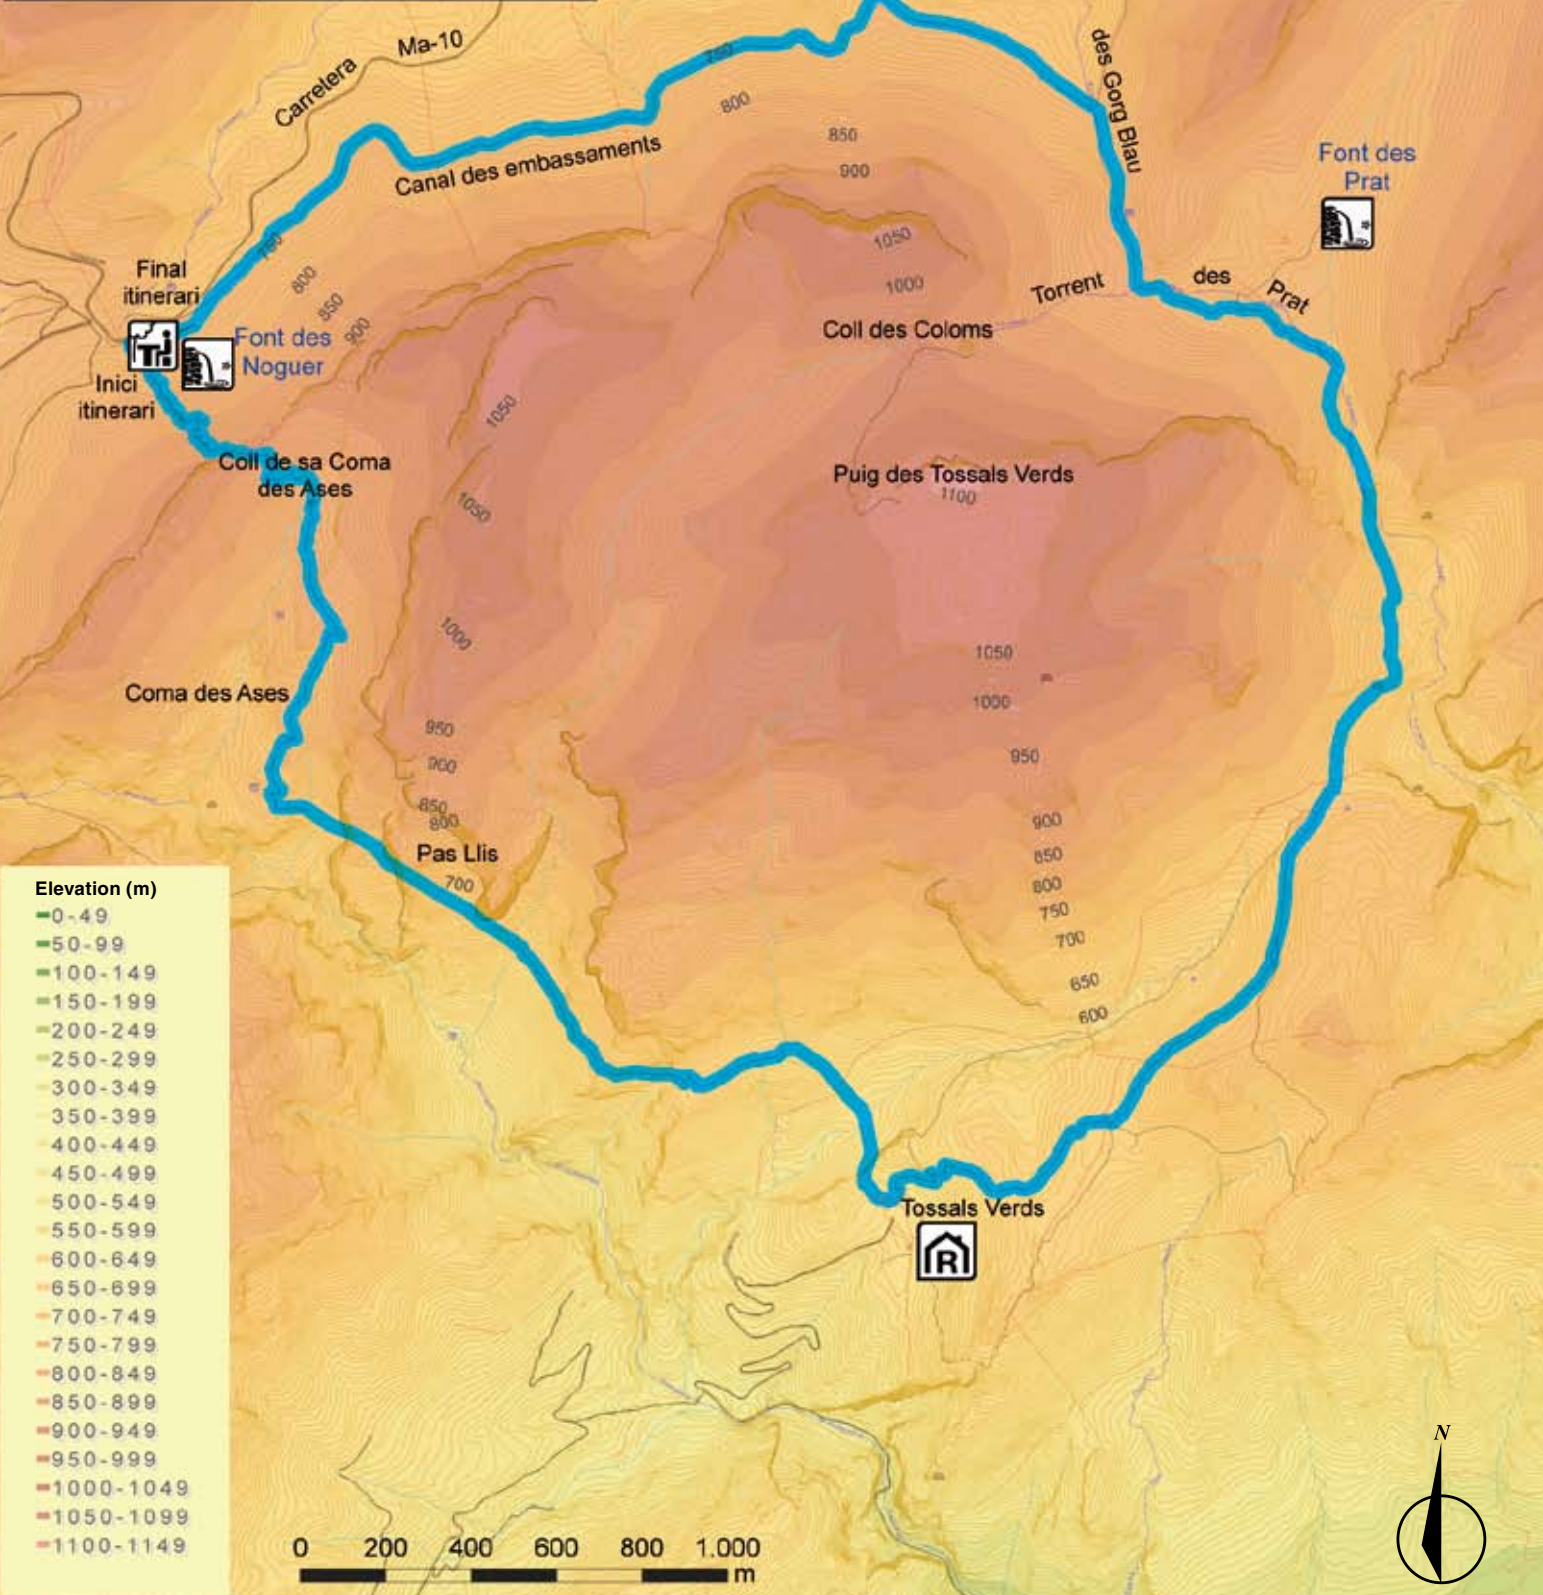 Ma-10
Carretera
des Gorg Blau
750
800
Canal des embassaments
850
900
Font des
Prat
700
1050
Final
itinerari
800
1000
Torrent
des
Prat
850
900
Coll des Coloms
Font des
Noguer
Inici
itinerari
1050
Coll de sa Coma
des Ases
Puig des Tossals Verds
1100
1050
1000
1050
Coma des Ases
1000
950
950
900
850
800
900
Pas Llis
850
700
800
750
700
650
600
Tossals Verds
R
Elevation (m)
0-49
50-99
100-149
150-199
200-249
250-299
300-349
350-399
400-449
450-499
500-549
550-599
600-649
650-699
700-749
750-799
800-849
850-899
900-949
950-999
1000-1049
1050-1099
1100-1149
N
0 200 400 600 800 1.000
m